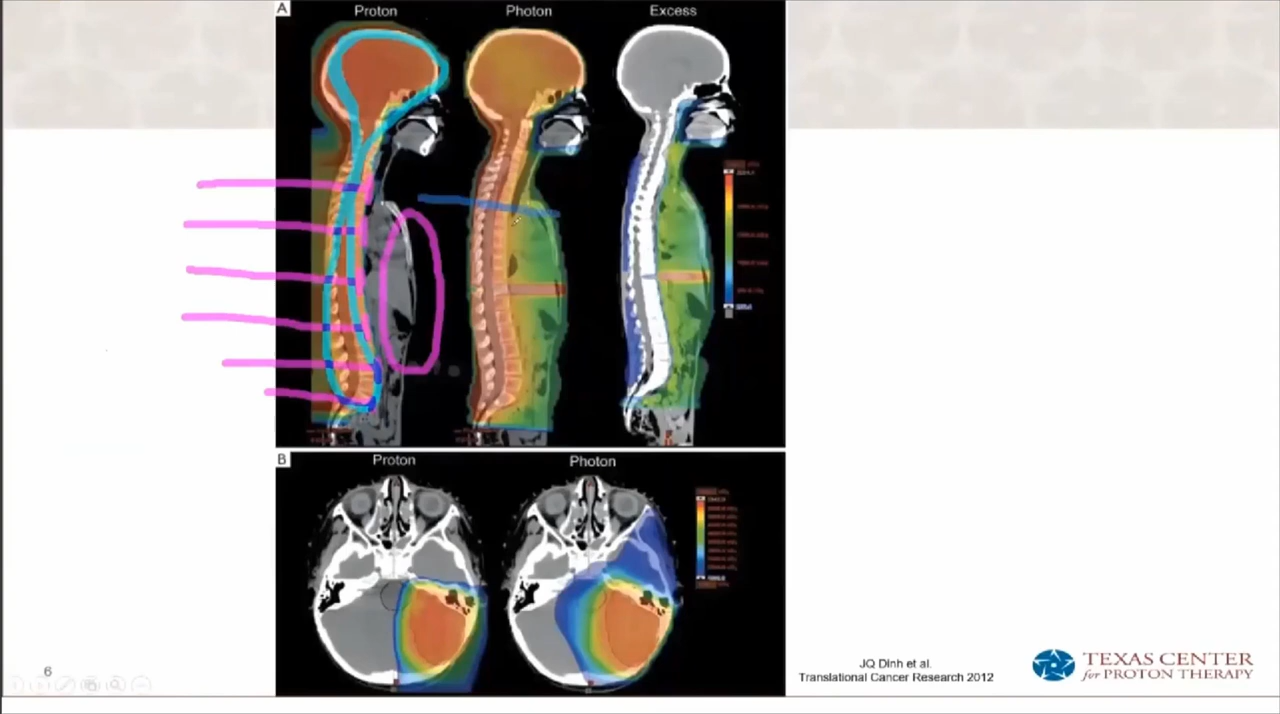 A
Proton
Photon
Excess
B
Proton
Photon
6
JQ Dinh et al.
Translational Cancer Research 2012
TEXAS CENTER
for PROTON THERAPY